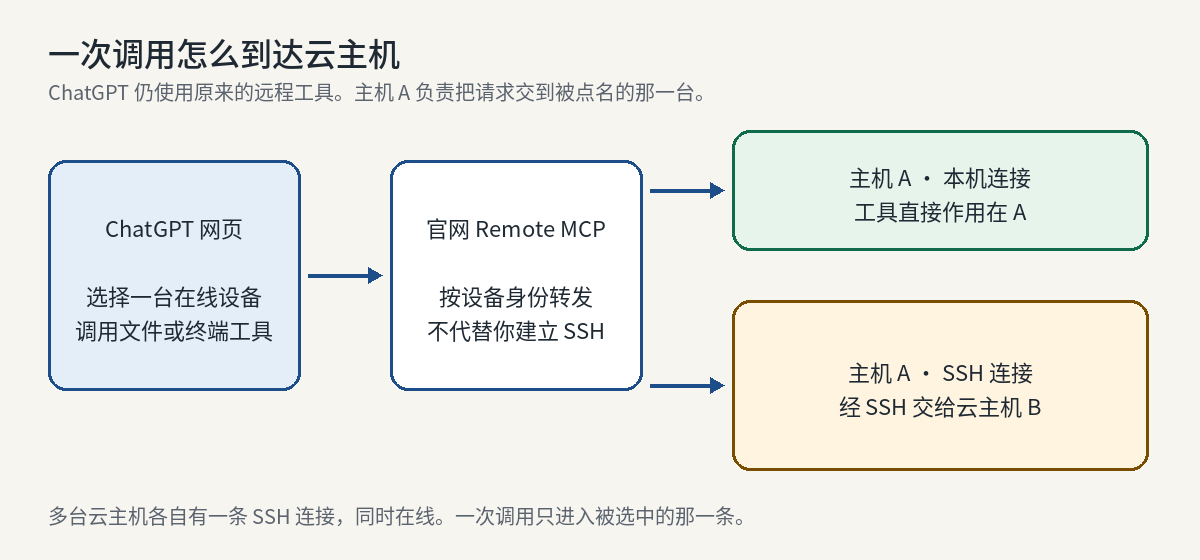 一次调用怎么到达云主机
ChatGPT 仍使用原来的远程工具。主机 A 负责把请求交到被点名的那一台。
ChatGPT 网页
选择一台在线设备
调用文件或终端工具
官网 Remote MCP
按设备身份转发
不代替你建立 SSH
主机 A · 本机连接
工具直接作用在 A
主机 A · SSH 连接
经 SSH 交给云主机 B
多台云主机各自有一条 SSH 连接，同时在线。一次调用只进入被选中的那一条。